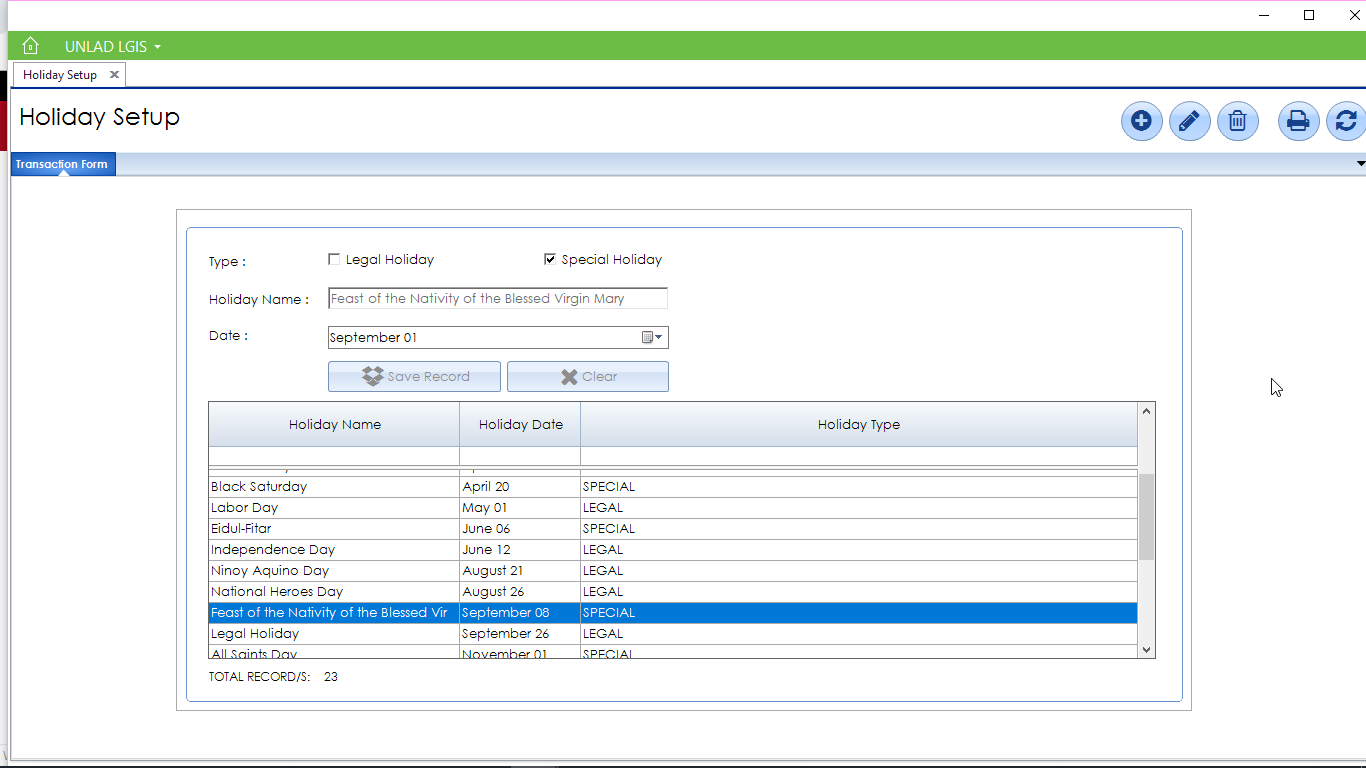 UNLAD LGIS
Holiday Setup
Holiday Setup
Transaction Form
Type : Legal Holiday Special Holiday
Holiday Name : Feast of the Nativity of the Blessed Virgin Mary
Date : September 01
Save Record Clear
Holiday Name Holiday Date Holiday Type
Black Saturday April 20 SPECIAL
Labor Day May 01 LEGAL
Eidul-Fitar June 06 SPECIAL
Independence Day June 12 LEGAL
Ninoy Aquino Day August 21 LEGAL
National Heroes Day August 26 LEGAL
Feast of the Nativity of the Blessed Vir September 08 SPECIAL
Legal Holiday September 26 LEGAL
All Saints Day November 01 SPECIAL
TOTAL RECORD/S: 23